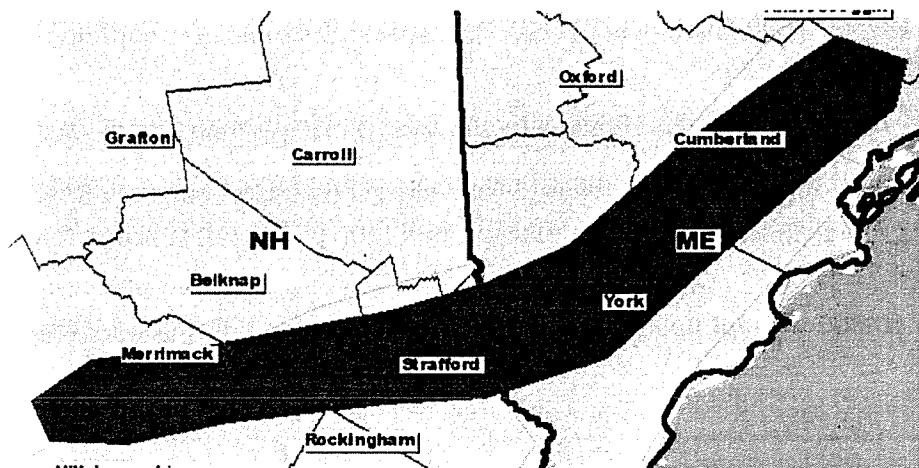 Oxford
Grafton
Carroll
Cumberland
NH
ME
Belknap
York
Merrimack
Strafford
Rockingham